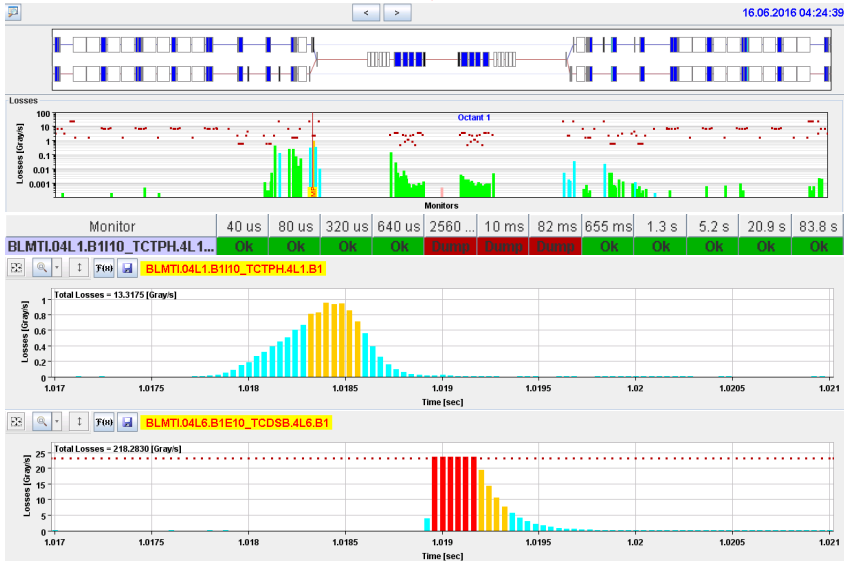 < >
16.06.2016 04:24:39
Losses
Octant 1
Losses [Gray/s]
100
10
1
0.1
0.01
0.001
Monitors
Monitor 40 us 80 us 320 us 640 us 2560 ... 10 ms 82 ms 655 ms 1.3 s 5.2 s 20.9 s 83.8 s
BLMTI.04L1.B1I10_TCTPH.4L1... Ok Ok Ok Ok Dump Dump Dump Ok Ok Ok Ok Ok
F(x) BLMTI.04L1.B1I10_TCTPH.4L1.B1
Total Losses = 13.3175 [Gray/s]
Losses [Gray/s]
1
0.8
0.6
0.4
0.2
0
1.017 1.0175 1.018 1.0185 1.019 1.0195 1.02 1.0205 1.021
Time [sec]
F(x) BLMTI.04L6.B1E10_TCDSB.4L6.B1
Total Losses = 218.2830 [Gray/s]
Losses [Gray/s]
25
20
15
10
5
0
1.017 1.0175 1.018 1.0185 1.019 1.0195 1.02 1.0205 1.021
Time [sec]